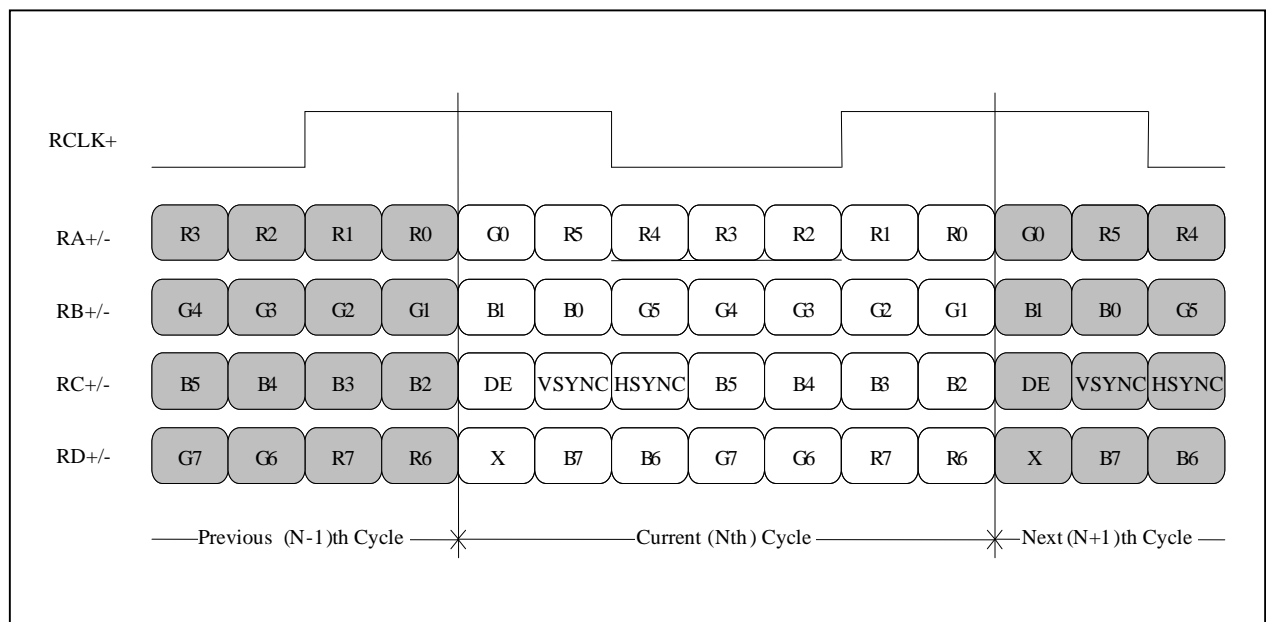 RCLK+
RA+/- R3 R2 R1 R0 G0 R5 R4 R3 R2 R1 R0 G0 R5 R4
RB+/- G4 G3 G2 G1 B1 B0 G5 G4 G3 G2 G1 B1 B0 G5
RC+/- B5 B4 B3 B2 DE VSYNC HSYNC B5 B4 B3 B2 DE VSYNC HSYNC
RD+/- G7 G6 R7 R6 X B7 B6 G7 G6 R7 R6 X B7 B6
Previous (N-1)th Cycle Current (Nth) Cycle Next (N+1)th Cycle